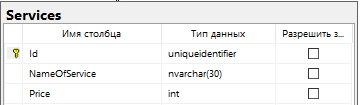 Services
Имя столбца Тип данных Разрешить з...
Id uniqueidentifier
NameOfService nvarchar(30)
Price int